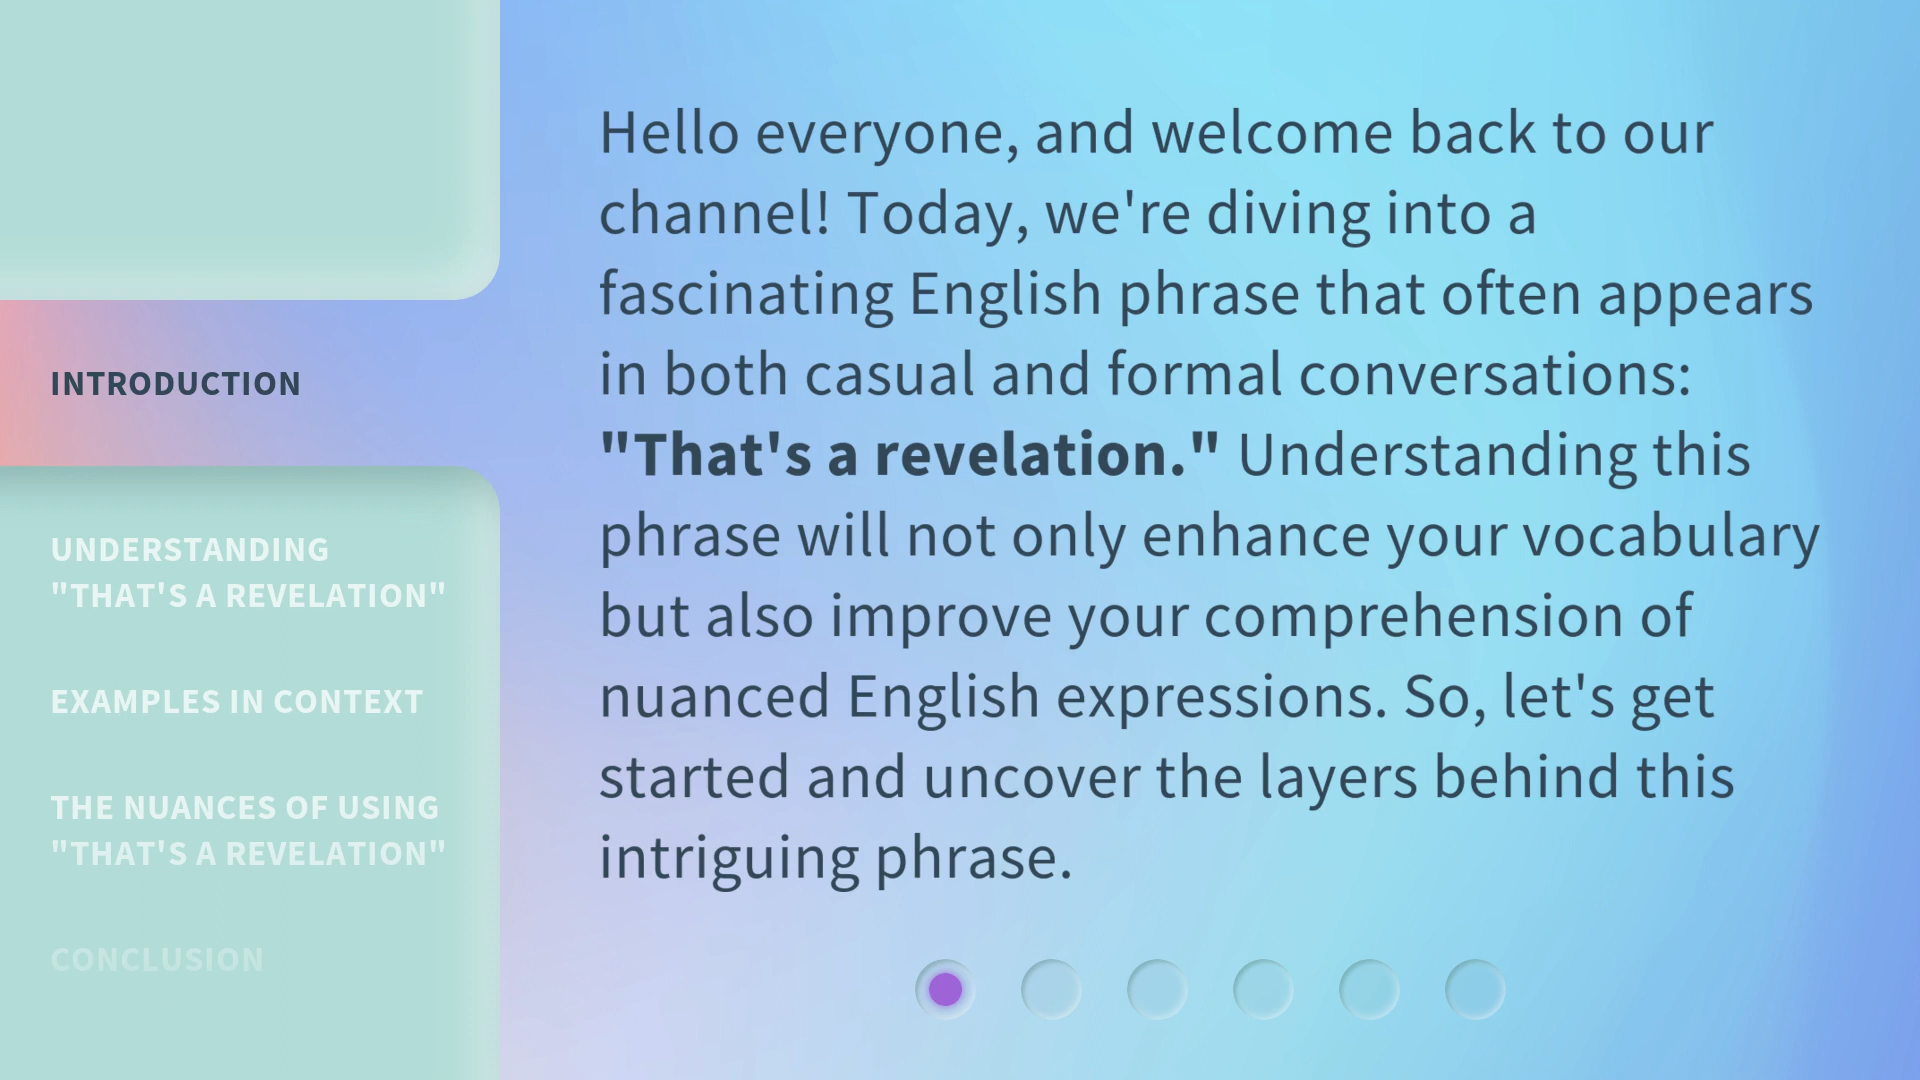 INTRODUCTION
UNDERSTANDING
"THAT'S A REVELATION"
EXAMPLES IN CONTEXT
THE NUANCES OF USING
"THAT'S A REVELATION"
CONCLUSION
Hello everyone, and welcome back to our
channel! Today, we're diving into a
fascinating English phrase that often appears
in both casual and formal conversations:
"That's a revelation." Understanding this
phrase will not only enhance your vocabulary
but also improve your comprehension of
nuanced English expressions. So, let's get
started and uncover the layers behind this
intriguing phrase.